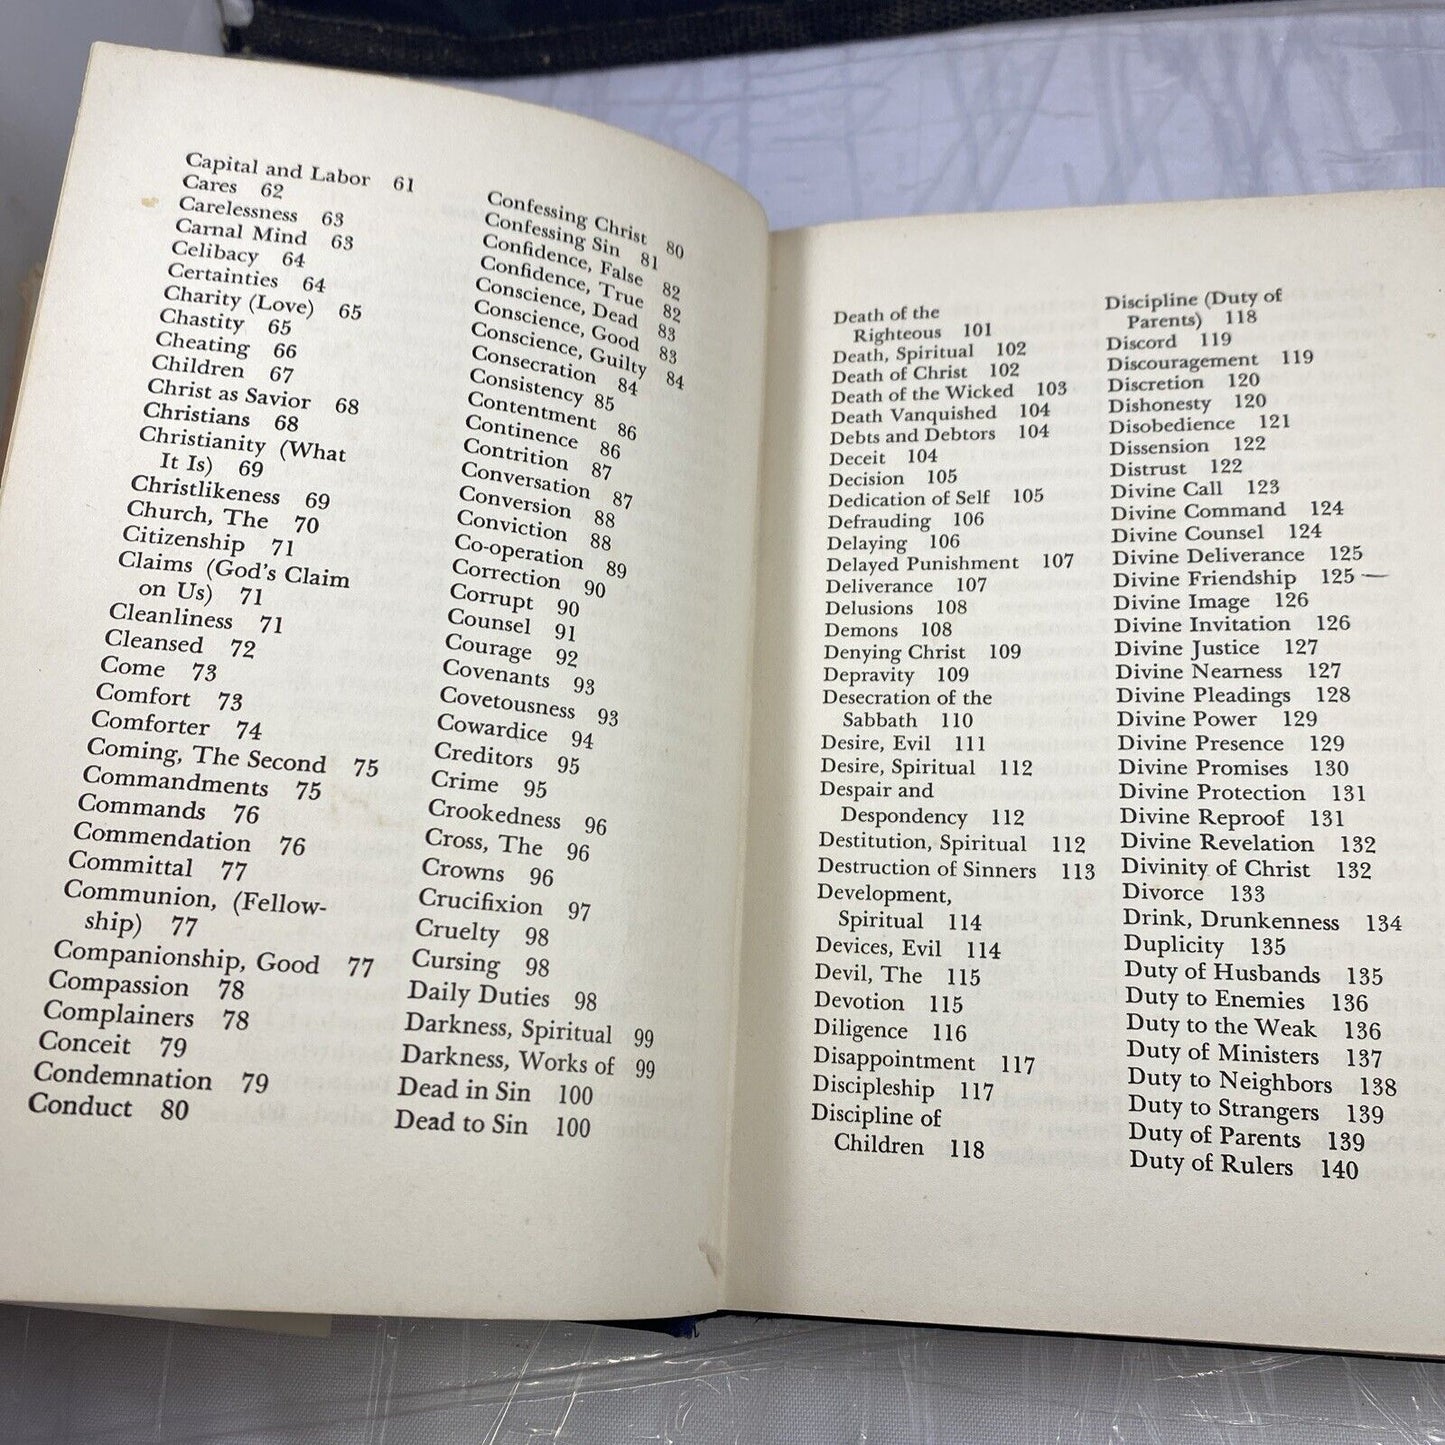 Capital and Labor 61
Cares 62
Carelessness 63
Carnal Mind 63
Celibacy 64
Certainties 64
Charity (Love) 65
Chastity 65
Cheating 66
Children 67
Christ as Savior 68
Christians 68
Christianity (What
It Is) 69
Christlikeness 69
Church, The 70
Citizenship 71
Claims (God's Claim
on Us) 71
Cleanliness 71
Cleansed 72
Come 73
Comfort 73
Comforter 74
Coming, The Second 75
Commandments 75
Commands 76
Commendation 76
Committal 77
Communion, (Fellow-
ship) 77
Companionship, Good 77
Compassion 78
Complainers 78
Conceit 79
Condemnation 79
Conduct 80
Confessing Christ 80
Confessing Sin 81
Confidence, False 82
Confidence, True 82
Conscience, Dead 83
Conscience, Good 83
Conscience, Guilty 84
Consecration 84
Consistency 85
Contentment 86
Continence 86
Contrition 87
Conversation 87
Conversion 88
Conviction 88
Co-operation 89
Correction 90
Corrupt 90
Counsel 91
Courage 92
Covenants 93
Covetousness 93
Cowardice 94
Creditors 95
Crime 95
Crookedness 96
Cross, The 96
Crowns 96
Crucifixion 97
Cruelty 98
Cursing 98
Daily Duties 98
Darkness, Spiritual 99
Darkness, Works of 99
Dead in Sin 100
Dead to Sin 100
Death of the
Righteous 101
Death, Spiritual 102
Death of Christ 102
Death of the Wicked 103
Death Vanquished 104
Debts and Debtors 104
Deceit 104
Decision 105
Dedication of Self 105
Defrauding 106
Delaying 106
Delayed Punishment 107
Deliverance 107
Delusions 108
Demons 108
Denying Christ 109
Depravity 109
Desecration of the
Sabbath 110
Desire, Evil 111
Desire, Spiritual 112
Despair and
Despondency 112
Destitution, Spiritual 112
Destruction of Sinners 113
Development,
Spiritual 114
Devices, Evil 114
Devil, The 115
Devotion 115
Diligence 116
Disappointment 117
Discipleship 117
Discipline of
Children 118
Discipline (Duty of
Parents) 118
Discord 119
Discouragement 119
Discretion 120
Dishonesty 120
Disobedience 121
Dissension 122
Distrust 122
Divine Call 123
Divine Command 124
Divine Counsel 124
Divine Deliverance 125
Divine Friendship 125
Divine Image 126
Divine Invitation 126
Divine Justice 127
Divine Nearness 127
Divine Pleadings 128
Divine Power 129
Divine Presence 129
Divine Promises 130
Divine Protection 131
Divine Reproof 131
Divine Revelation 132
Divinity of Christ 132
Divorce 133
Drink, Drunkenness 134
Duplicity 135
Duty of Husbands 135
Duty to Enemies 136
Duty to the Weak 136
Duty of Ministers 137
Duty to Neighbors 138
Duty to Strangers 139
Duty of Parents 139
Duty of Rulers 140